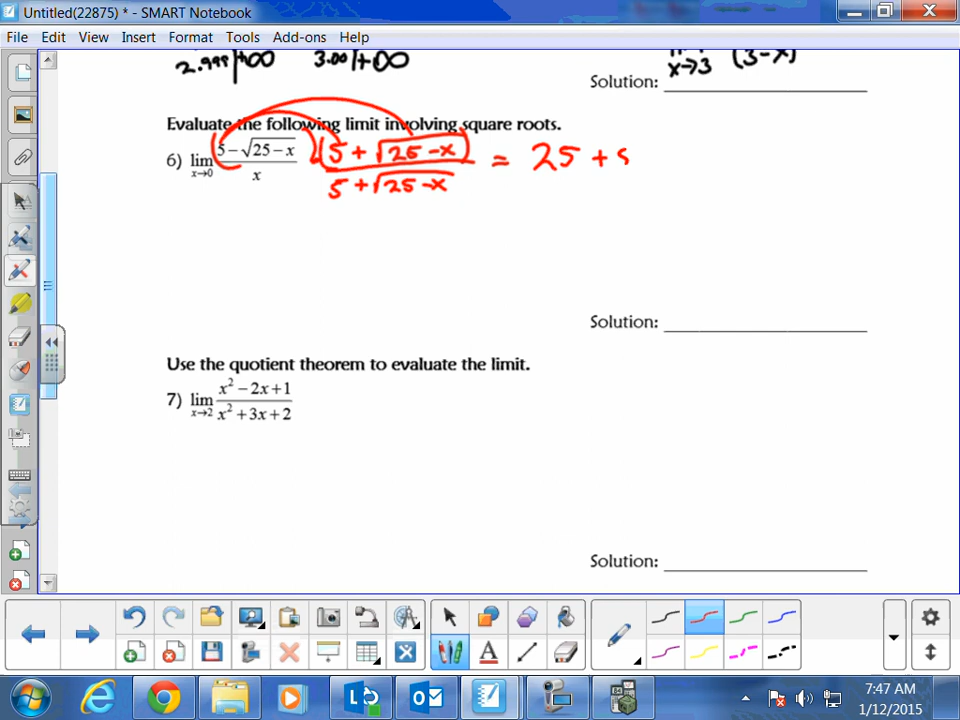 Untitled(22875) * - SMART Notebook
File Edit View Insert Format Tools Add-ons Help
2.999 +∞ 3.001 +∞
x→3 (3-x)
Solution: ____________
Evaluate the following limit involving square roots.
6) lim x→0 (5 - √25 - x)/x · (5 + √25 - x)/(5 + √25 - x) = 25 + 5
Solution: ____________
Use the quotient theorem to evaluate the limit.
7) lim x→2 (x² - 2x + 1)/(x² + 3x + 2)
Solution: ____________
7:47 AM
1/12/2015